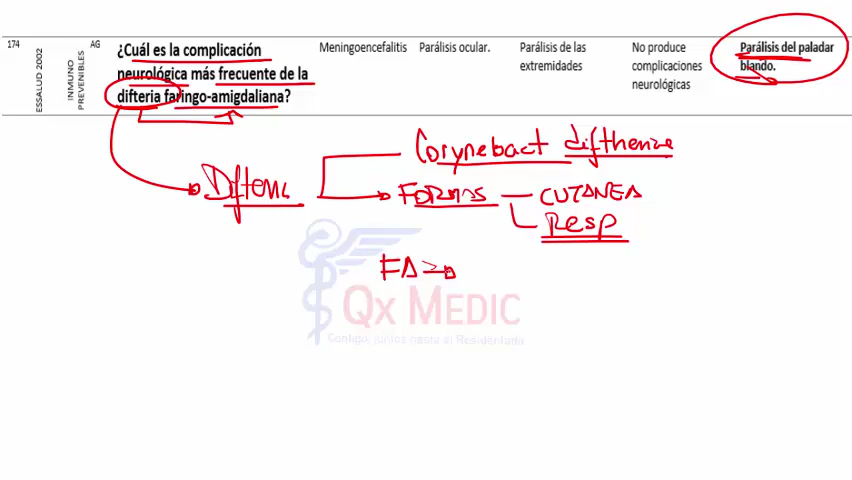 174
ESSALUD 2002
INMUNO
PREVENIBLES
AG
¿Cuál es la complicación
neurológica más frecuente de la
difteria faringo-amigdaliana?
Meningoencefalitis
Parálisis ocular.
Parálisis de las
extremidades
No produce
complicaciones
neurológicas
Parálisis del paladar
blando.
Corynebact diftheriae
Difteria
FORMAS
CUTANEA
RESP
QX MEDIC
Contigo, juntos hasta el Residentado